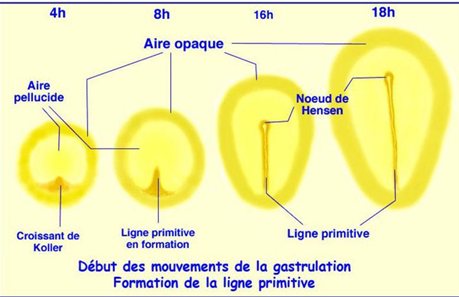 4h 8h 16h 18h
Aire opaque
Aire
pellucide
Noeud de
Hensen
Croissant de
Koller
Ligne primitive
en formation
Ligne primitive
Début des mouvements de la gastrulation
Formation de la ligne primitive